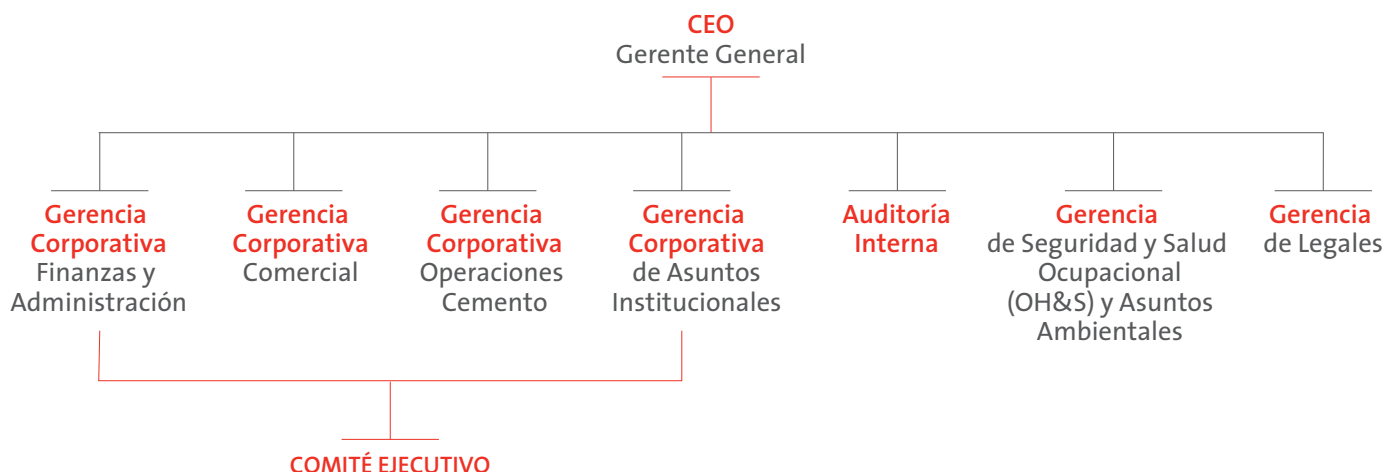 CEO
Gerente General
Gerencia
Corporativa
Finanzas y
Administración
Gerencia
Corporativa
Comercial
Gerencia
Corporativa
Operaciones
Cemento
Gerencia
Corporativa
de Asuntos
Institucionales
Auditoría
Interna
Gerencia
de Seguridad y Salud
Ocupacional
(OH&S) y Asuntos
Ambientales
Gerencia
de Legales
COMITÉ EJECUTIVO